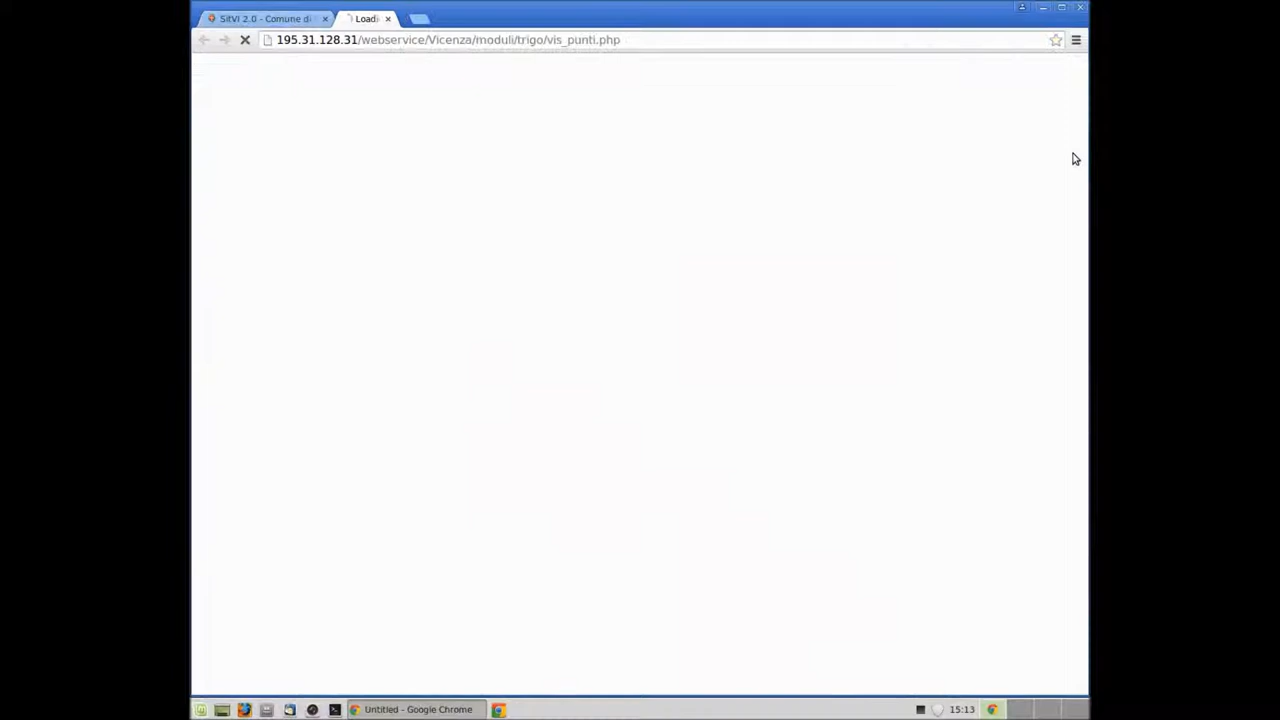 SitVI 2.0 - Comune di
Loadi
195.31.128.31/webservice/Vicenza/moduli/trigo/vis_punti.php
Untitled - Google Chrome
15:13